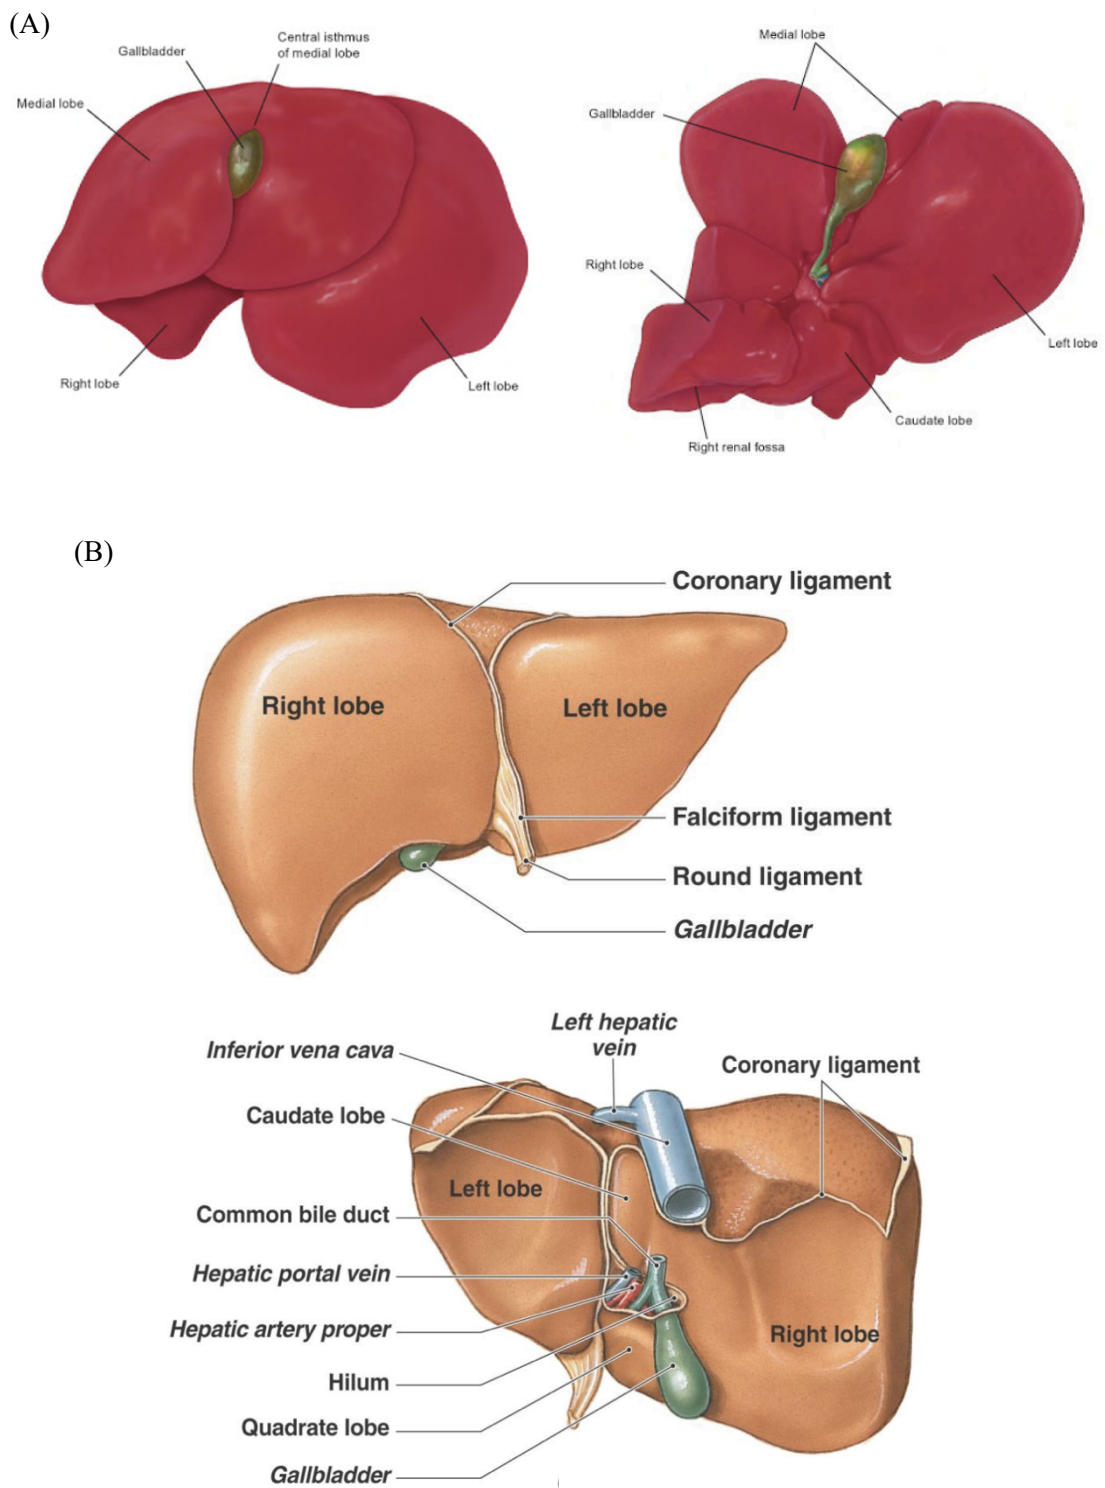 (A)
Gallbladder
Central isthmus
of medial lobe
Medial lobe
Right lobe
Left lobe
Medial lobe
Gallbladder
Right lobe
Left lobe
Caudate lobe
Right renal fossa
(B)
Coronary ligament
Right lobe
Left lobe
Falciform ligament
Round ligament
Gallbladder
Left hepatic
vein
Inferior vena cava
Coronary ligament
Caudate lobe
Left lobe
Common bile duct
Hepatic portal vein
Hepatic artery proper
Right lobe
Hilum
Quadrate lobe
Gallbladder